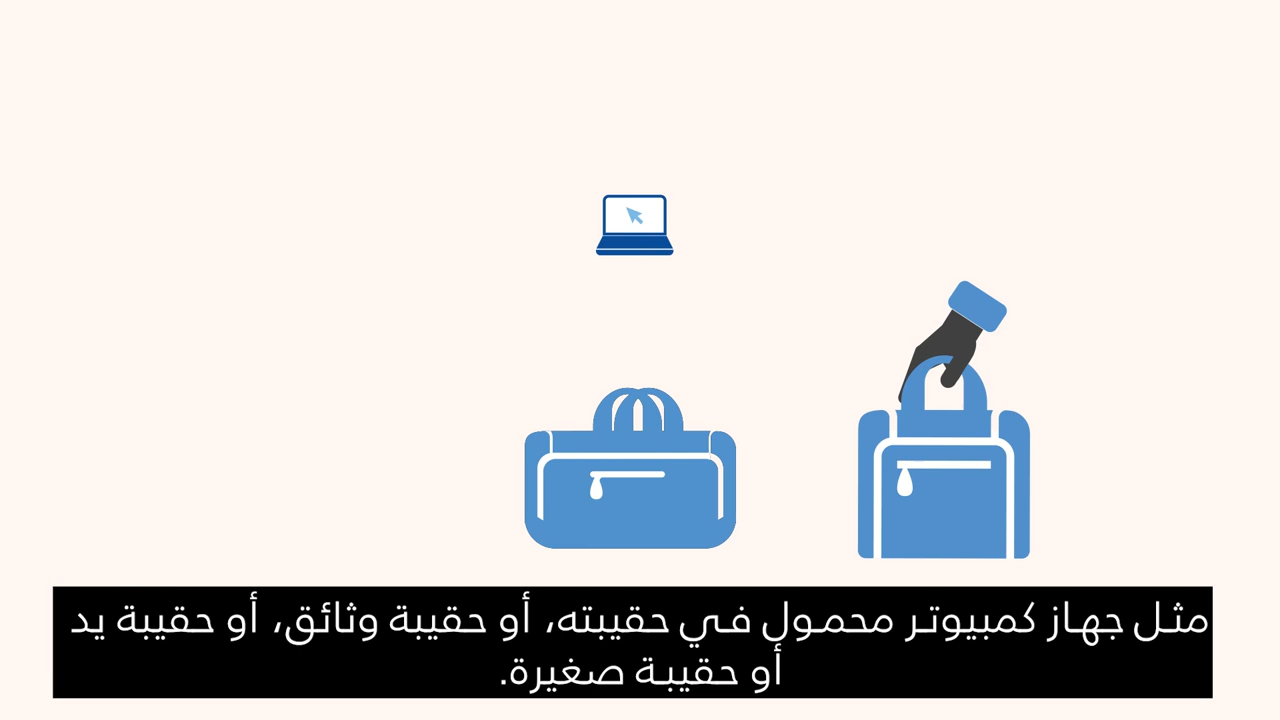 مثل جهاز كمبيوتر محمول في حقيبته، أو حقيبة وثائق، أو حقيبة يد
أو حقيبة صغيرة.